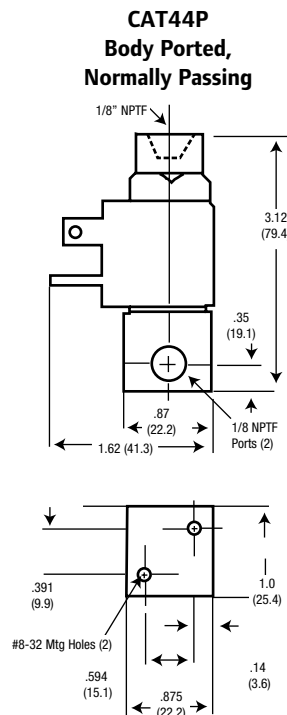 CAT44P
Body Ported,
Normally Passing
1/8” NPTF
3.12
(79.4
.35
(19.1)
.87
(22.2)
1/8 NPTF
Ports (2)
1.62 (41.3)
.391
(9.9)
1.0
(25.4)
#8-32 Mtg Holes (2)
.594
(15.1)
.14
(3.6)
.875
(22.2)